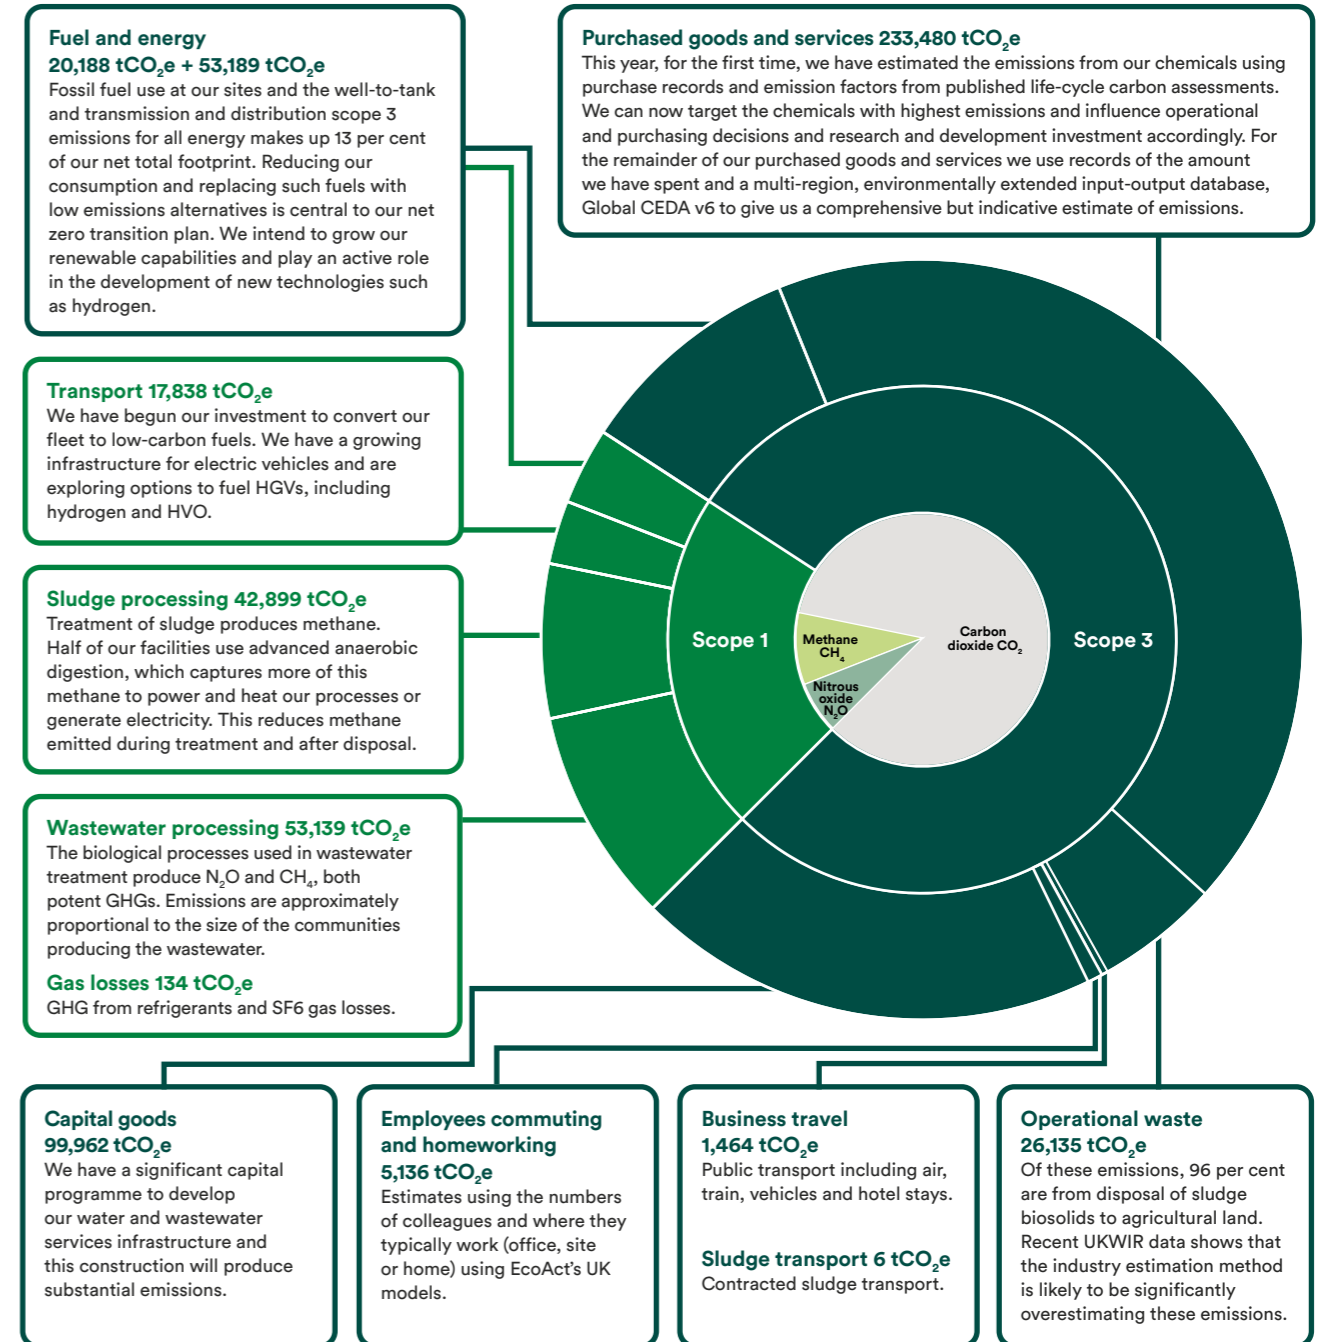 Fuel and energy
20,188 tCO₂e + 53,189 tCO₂e
Fossil fuel use at our sites and the well-to-tank
and transmission and distribution scope 3
emissions for all energy makes up 13 per cent
of our net total footprint. Reducing our
consumption and replacing such fuels with
low emissions alternatives is central to our net
zero transition plan. We intend to grow our
renewable capabilities and play an active role
in the development of new technologies such
as hydrogen.
Purchased goods and services 233,480 tCO₂e
This year, for the first time, we have estimated the emissions from our chemicals using
purchase records and emission factors from published life-cycle carbon assessments.
We can now target the chemicals with highest emissions and influence operational
and purchasing decisions and research and development investment accordingly. For
the remainder of our purchased goods and services we use records of the amount
we have spent and a multi-region, environmentally extended input-output database,
Global CEDA v6 to give us a comprehensive but indicative estimate of emissions.
Transport 17,838 tCO₂e
We have begun our investment to convert our
fleet to low-carbon fuels. We have a growing
infrastructure for electric vehicles and are
exploring options to fuel HGVs, including
hydrogen and HVO.
Sludge processing 42,899 tCO₂e
Treatment of sludge produces methane.
Half of our facilities use advanced anaerobic
digestion, which captures more of this
methane to power and heat our processes or
generate electricity. This reduces methane
emitted during treatment and after disposal.
Wastewater processing 53,139 tCO₂e
The biological processes used in wastewater
treatment produce N₂O and CH₄, both
potent GHGs. Emissions are approximately
proportional to the size of the communities
producing the wastewater.
Gas losses 134 tCO₂e
GHG from refrigerants and SF6 gas losses.
Scope 1
Methane
CH₄
Nitrous
oxide
N₂O
Carbon
dioxide CO₂
Scope 3
Capital goods
99,962 tCO₂e
We have a significant capital
programme to develop
our water and wastewater
services infrastructure and
this construction will produce
substantial emissions.
Employees commuting
and homeworking
5,136 tCO₂e
Estimates using the numbers
of colleagues and where they
typically work (office, site
or home) using EcoAct's UK
models.
Business travel
1,464 tCO₂e
Public transport including air,
train, vehicles and hotel stays.
Sludge transport 6 tCO₂e
Contracted sludge transport.
Operational waste
26,135 tCO₂e
Of these emissions, 96 per cent
are from disposal of sludge
biosolids to agricultural land.
Recent UKWIR data shows that
the industry estimation method
is likely to be significantly
overestimating these emissions.